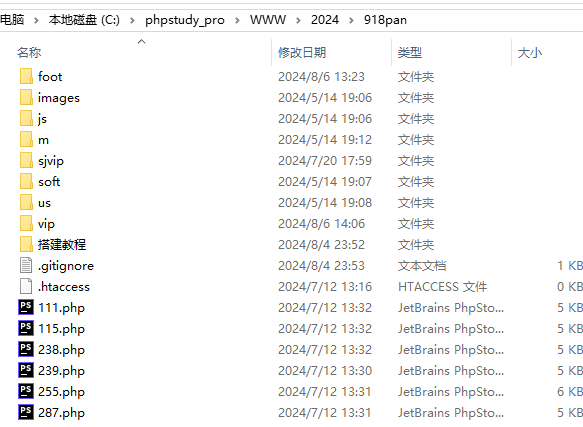 电脑 › 本地磁盘 (C:) › phpstudy_pro › WWW › 2024 › 918pan
名称 修改日期 类型 大小
foot 2024/8/6 13:23 文件夹
images 2024/5/14 19:06 文件夹
js 2024/5/14 19:06 文件夹
m 2024/5/14 19:12 文件夹
sjvip 2024/7/20 17:59 文件夹
soft 2024/5/14 19:07 文件夹
us 2024/5/14 19:08 文件夹
vip 2024/8/6 14:06 文件夹
搭建教程 2024/8/4 23:52 文件夹
.gitignore 2024/8/4 23:53 文本文档 1 KB
.htaccess 2024/7/12 13:16 HTACCESS 文件 0 KB
PS 111.php 2024/7/12 13:32 JetBrains PhpSto... 5 KB
PS 115.php 2024/7/12 13:32 JetBrains PhpSto... 5 KB
PS 238.php 2024/7/12 13:32 JetBrains PhpSto... 5 KB
PS 239.php 2024/7/12 13:30 JetBrains PhpSto... 5 KB
PS 255.php 2024/7/12 13:31 JetBrains PhpSto... 6 KB
PS 287.php 2024/7/12 13:31 JetBrains PhpSto... 5 KB